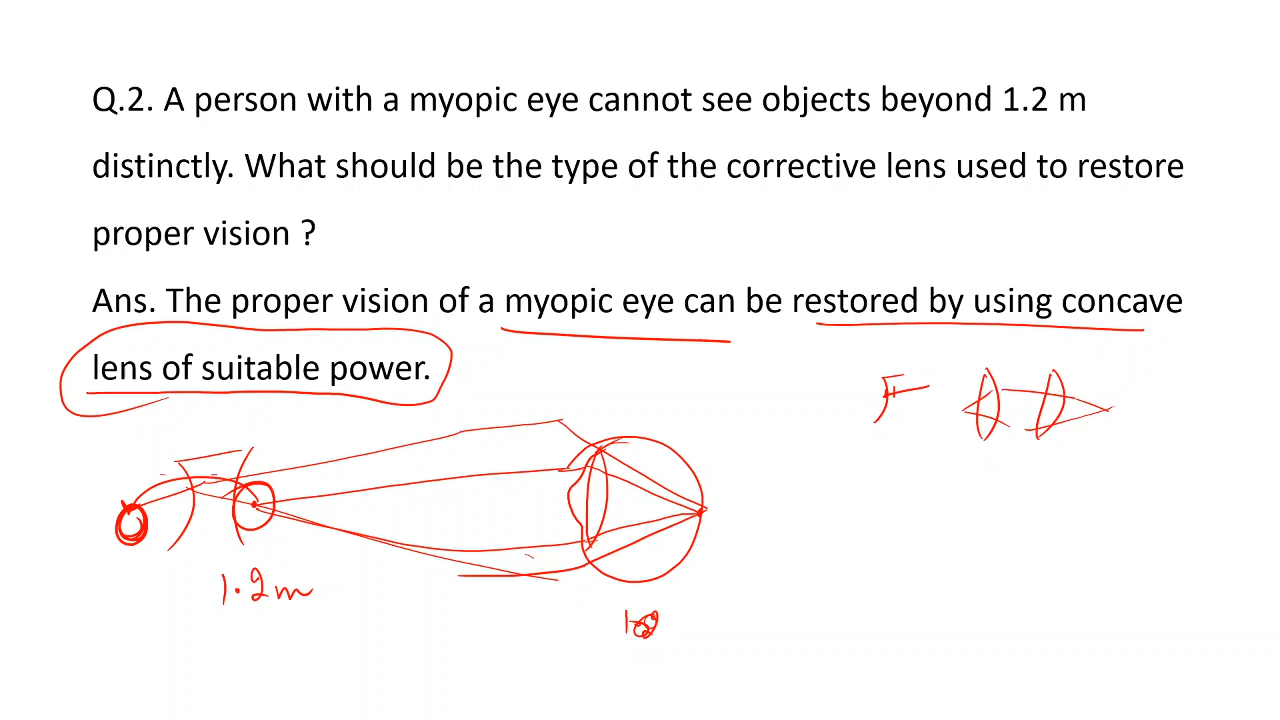 Q.2. A person with a myopic eye cannot see objects beyond 1.2 m
distinctly. What should be the type of the corrective lens used to restore
proper vision ?
Ans. The proper vision of a myopic eye can be restored by using concave
lens of suitable power.
F
1.2m